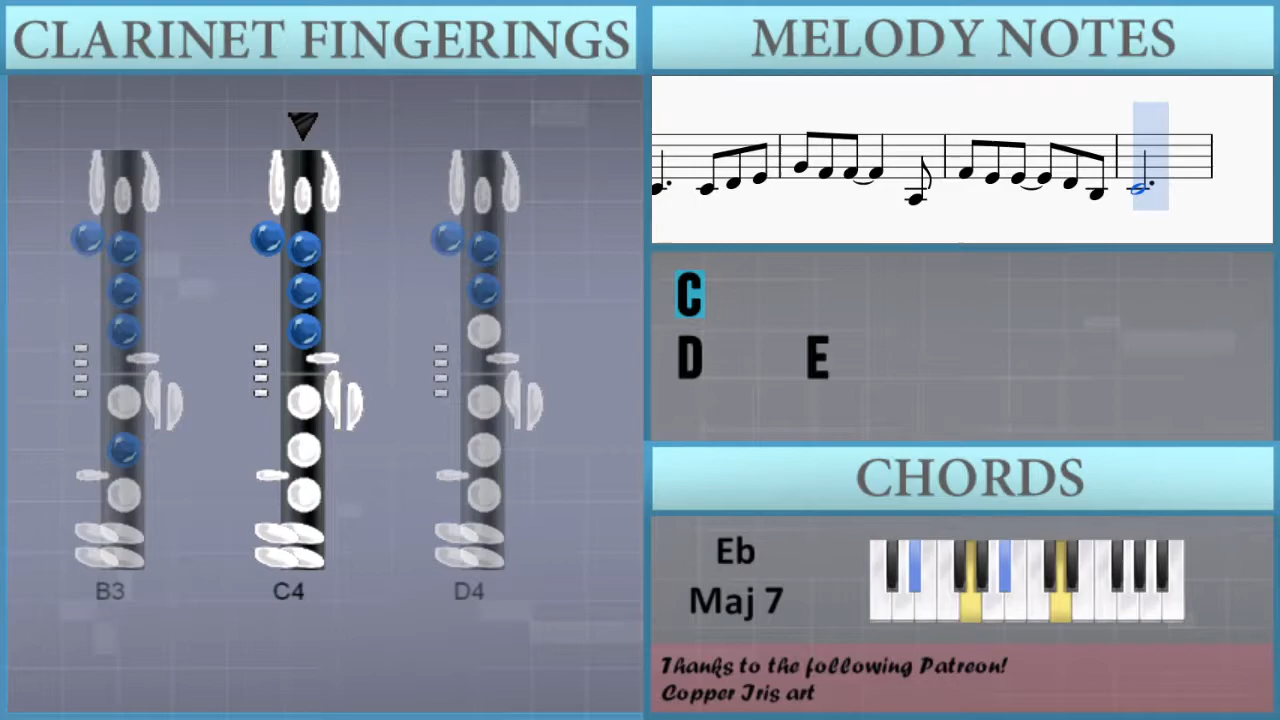 CLARINET FINGERINGS
B3 C4 D4
MELODY NOTES
C
D E
CHORDS
Eb
Maj 7
Thanks to the following Patreon!
Copper Iris art